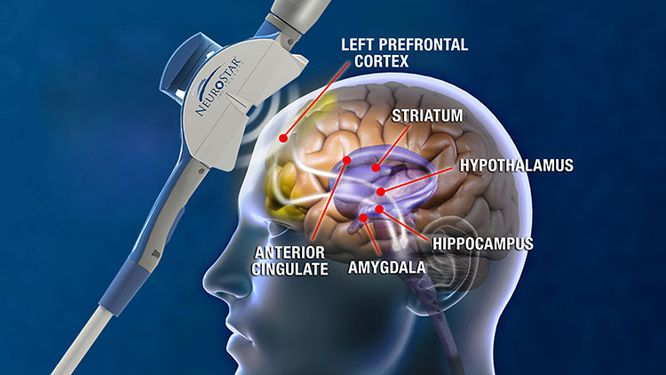 NEUROSTAR
LEFT PREFRONTAL
CORTEX
STRIATUM
HYPOTHALAMUS
HIPPOCAMPUS
AMYGDALA
ANTERIOR
CINGULATE